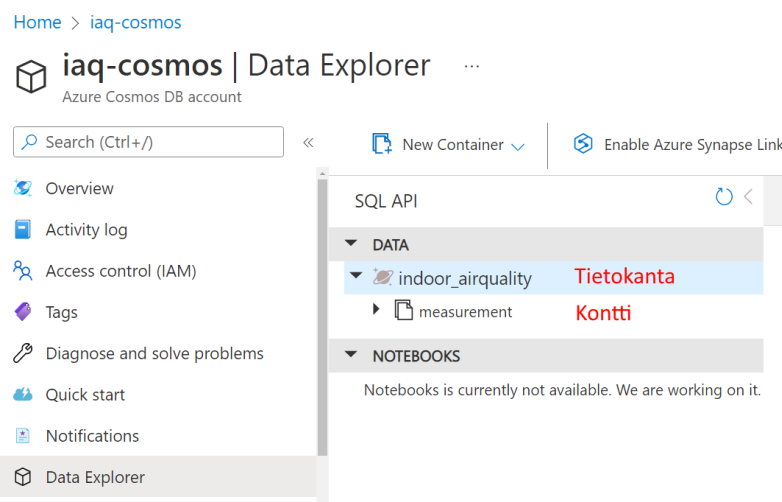 Home > iaq-cosmos
iaq-cosmos | Data Explorer ...
Azure Cosmos DB account
Search (Ctrl+/)
«
Overview
Activity log
Access control (IAM)
Tags
Diagnose and solve problems
Quick start
Notifications
Data Explorer
New Container
Enable Azure Synapse Link
SQL API
DATA
indoor_airquality Tietokanta
measurement Kontti
NOTEBOOKS
Notebooks is currently not available. We are working on it.